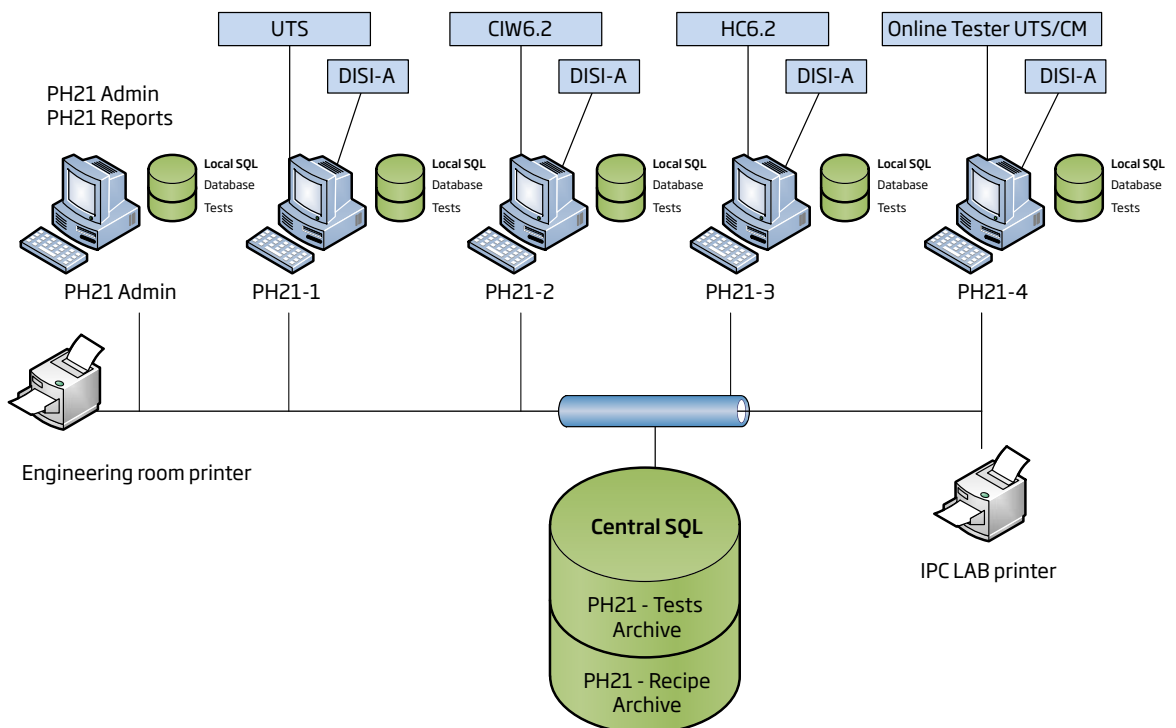 UTS
CIW6.2
HC6.2
Online Tester UTS/CM
DISI-A
DISI-A
DISI-A
DISI-A
PH21 Admin
PH21 Reports
Local SQL
Database
Tests
Local SQL
Database
Tests
Local SQL
Database
Tests
Local SQL
Database
Tests
Local SQL
Database
Tests
PH21 Admin
PH21-1
PH21-2
PH21-3
PH21-4
Engineering room printer
Central SQL
PH21 - Tests
Archive
PH21 - Recipe
Archive
IPC LAB printer